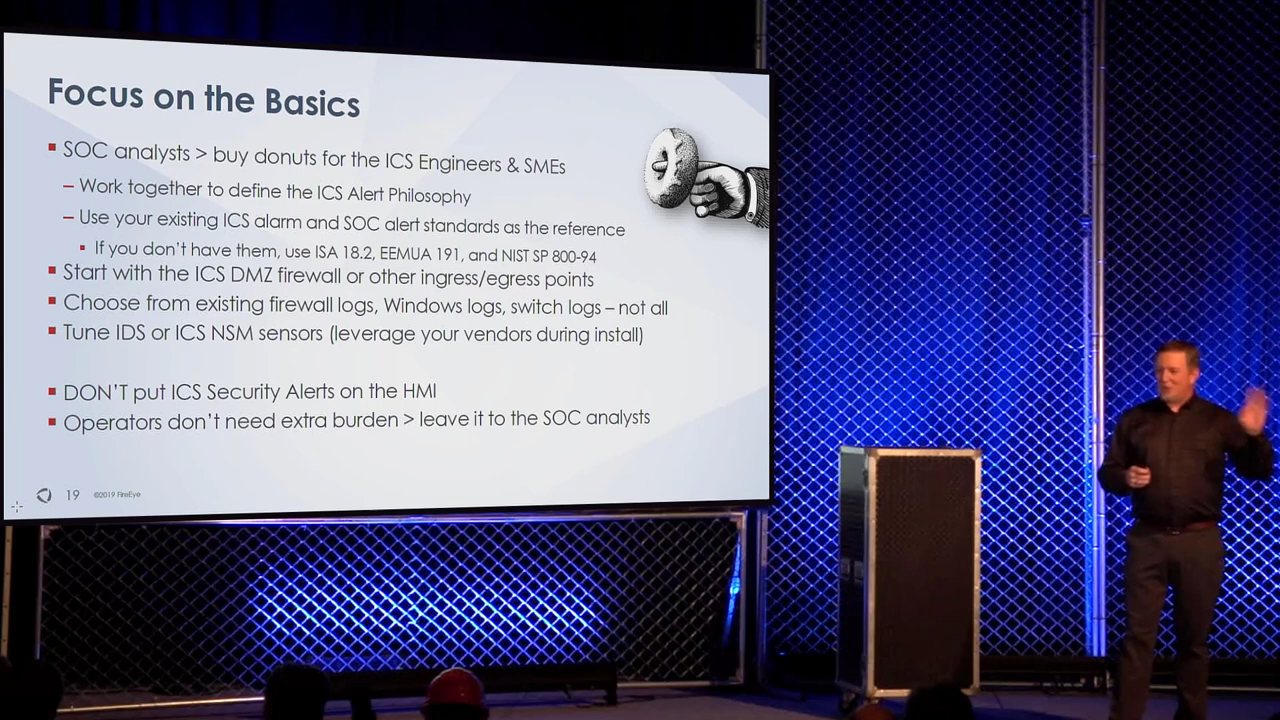 Focus on the Basics
SOC analysts > buy donuts for the ICS Engineers & SMEs
– Work together to define the ICS Alert Philosophy
– Use your existing ICS alarm and SOC alert standards as the reference
If you don't have them, use ISA 18.2, EEMUA 191, and NIST SP 800-94
Start with the ICS DMZ firewall or other ingress/egress points
Choose from existing firewall logs, Windows logs, switch logs – not all
Tune IDS or ICS NSM sensors (leverage your vendors during install)
DON'T put ICS Security Alerts on the HMI
Operators don't need extra burden > leave it to the SOC analysts
19 ©2019 FireEye